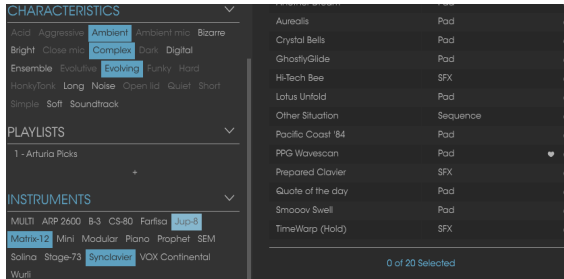 CHARACTERISTICS
Acid Aggressive Ambient Ambient mic Bizarre
Bright Close mic Complex Dark Digital
Ensemble Evolutive Evolving Funky Hard
HonkyTonk Long Noise Open lid Quiet Short
Simple Soft Soundtrack
PLAYLISTS
1 - Arturia Picks
+
INSTRUMENTS
MULTI ARP 2600 B-3 CS-80 Farfisa Jup-8
Matrix-12 Mini Modular Piano Prophet SEM
Solina Stage-73 Synclavier VOX Continental
Wurli
Aurealis Pad
Crystal Bells Pad
GhostlyGlide Pad
Hi-Tech Bee SFX
Lotus Unfold Pad
Other Situation Sequence
Pacific Coast '84 Pad
PPG Wavescan Pad
Prepared Clavier SFX
Quote of the day Pad
Smooov Swell Pad
TimeWarp (Hold) SFX
0 of 20 Selected